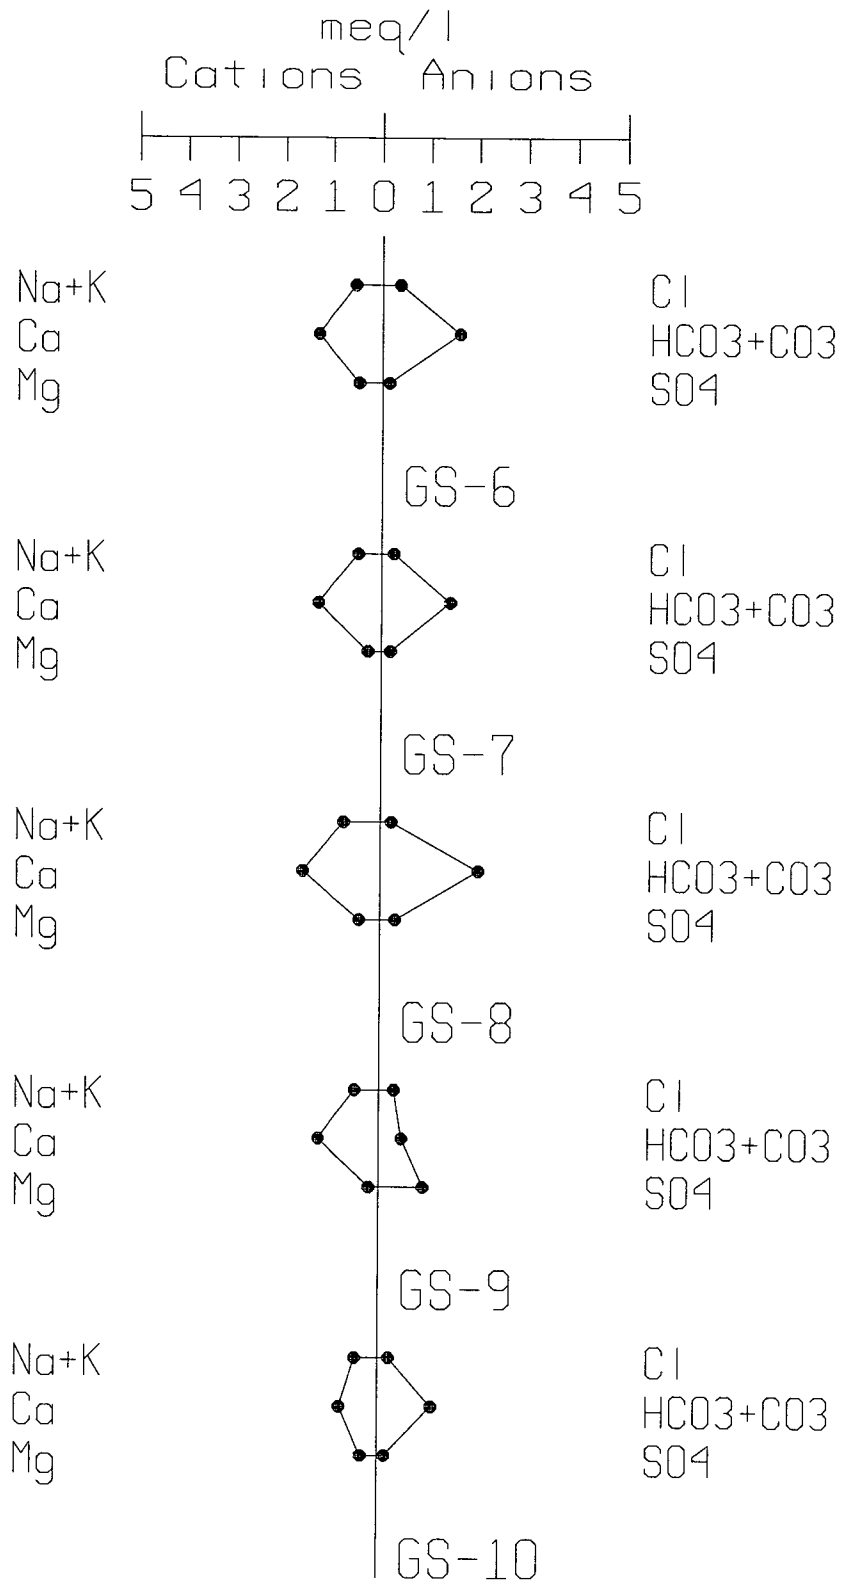 meq/l
Cations Anions
5 4 3 2 1 0 1 2 3 4 5
Na+K Cl
Ca HCO3+CO3
Mg SO4
GS-6
Na+K Cl
Ca HCO3+CO3
Mg SO4
GS-7
Na+K Cl
Ca HCO3+CO3
Mg SO4
GS-8
Na+K Cl
Ca HCO3+CO3
Mg SO4
GS-9
Na+K Cl
Ca HCO3+CO3
Mg SO4
GS-10